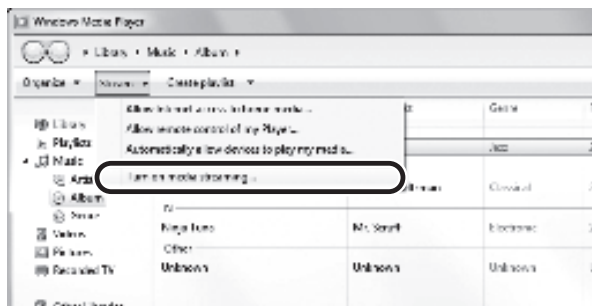 Windows Media Player
Library Music Album
Organize Stream Create playlist
Allow Internet access to home media...
Allow remote control of my Player...
Automatically allow devices to play my media...
Turn on media streaming...
Genre
Library
Playlists
Music
Album
Genre
Videos
Pictures
Recorded TV
Jazz
Classical
Ninja Tuna Mr. Scruff Electronic
Other
Unknown Unknown Unknown